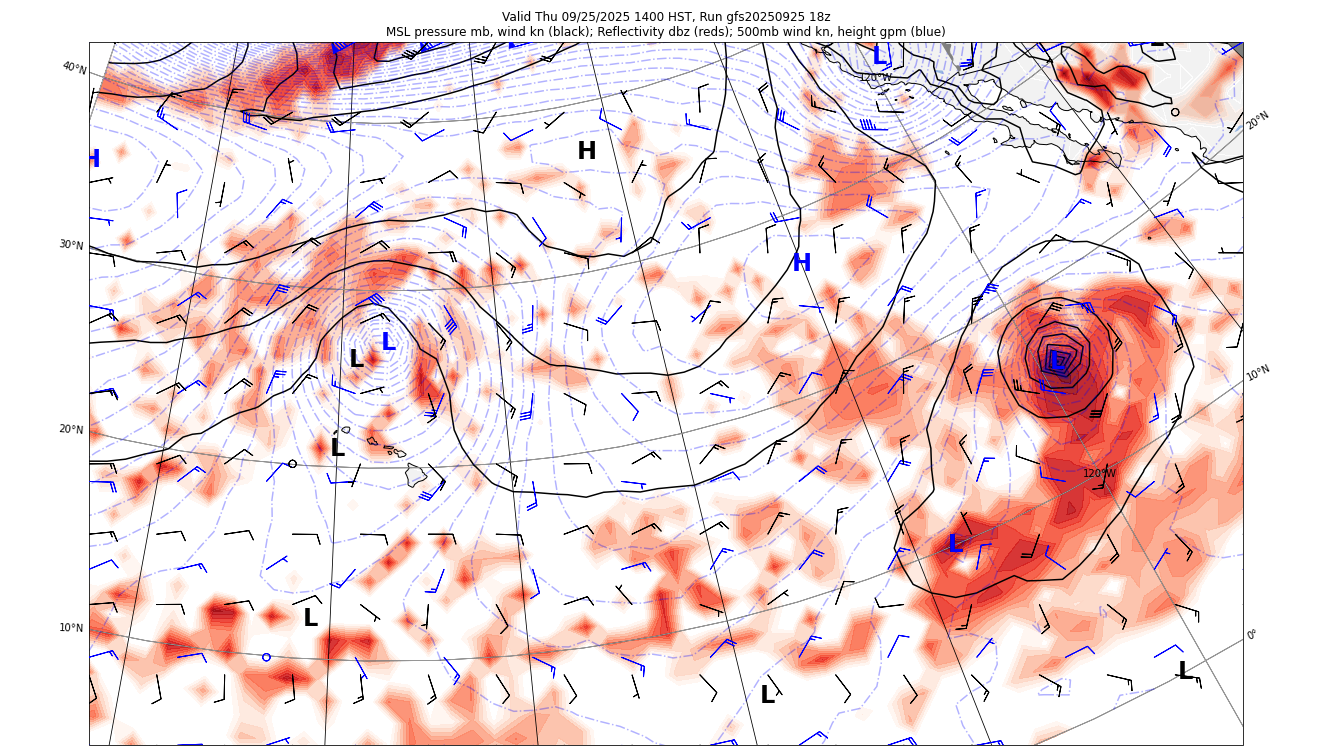 Valid Thu 09/25/2025 1400 HST, Run gfs20250925 18z
MSL pressure mb, wind kn (black); Reflectivity dbz (reds); 500mb wind kn, height gpm (blue)
L
L
40°N
120°W
20°N
H
H
30°N
H
L
L
L
10°N
20°N
L
120°W
L
10°N
L
0°
L
L